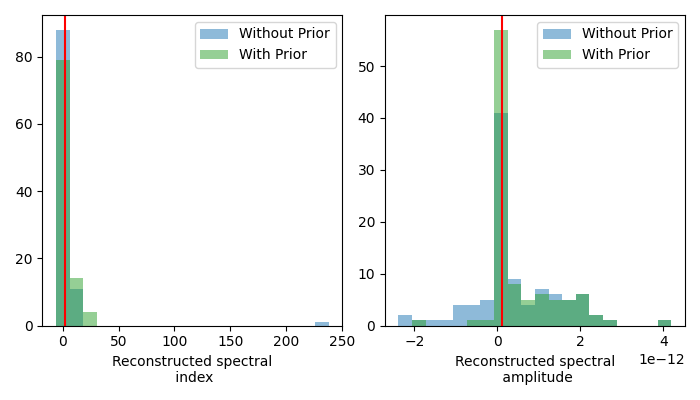 Without Prior
With Prior
80
60
40
20
0
0
50
100
150
200
250
Reconstructed spectral
index
Without Prior
With Prior
50
40
30
20
10
0
−2
0
2
4
1e−12
Reconstructed spectral
amplitude